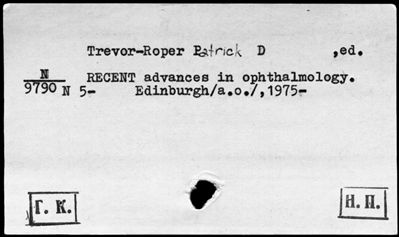 Trevor-Roper Patrick D ,ed.
N
9790 N 5-
RECENT advances in ophthalmology.
Edinburgh/a.o./,1975-
Г. К.
Н. П.